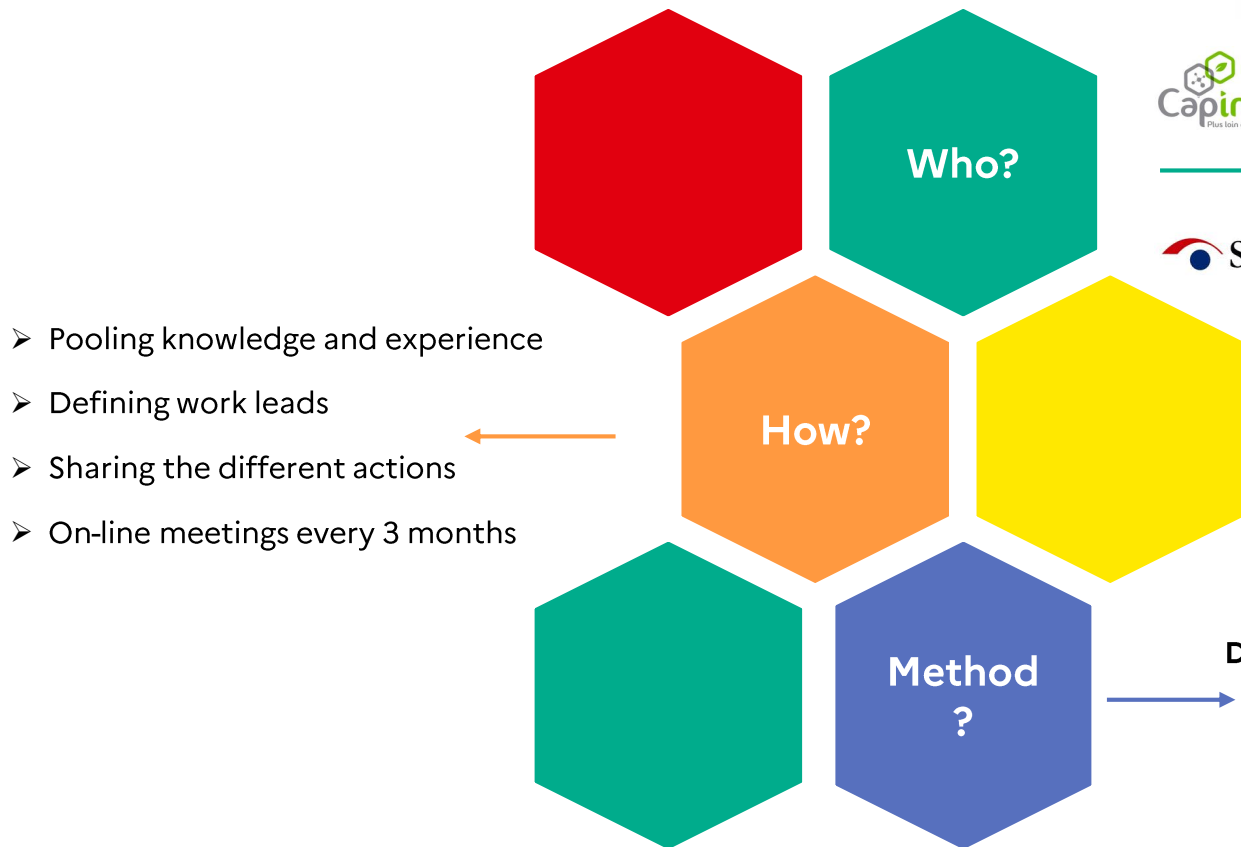 Who?
Pooling knowledge and experience
Defining work leads
How?
Sharing the different actions
On-line meetings every 3 months
Method
?